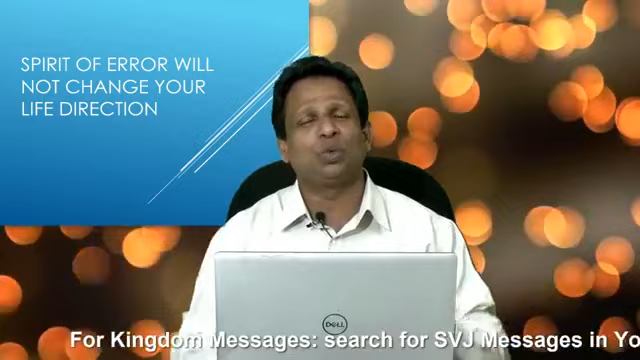 SPIRIT OF ERROR WILL
NOT CHANGE YOUR
LIFE DIRECTION
DELL
For Kingdom Messages: search for SVJ Messages in Yo